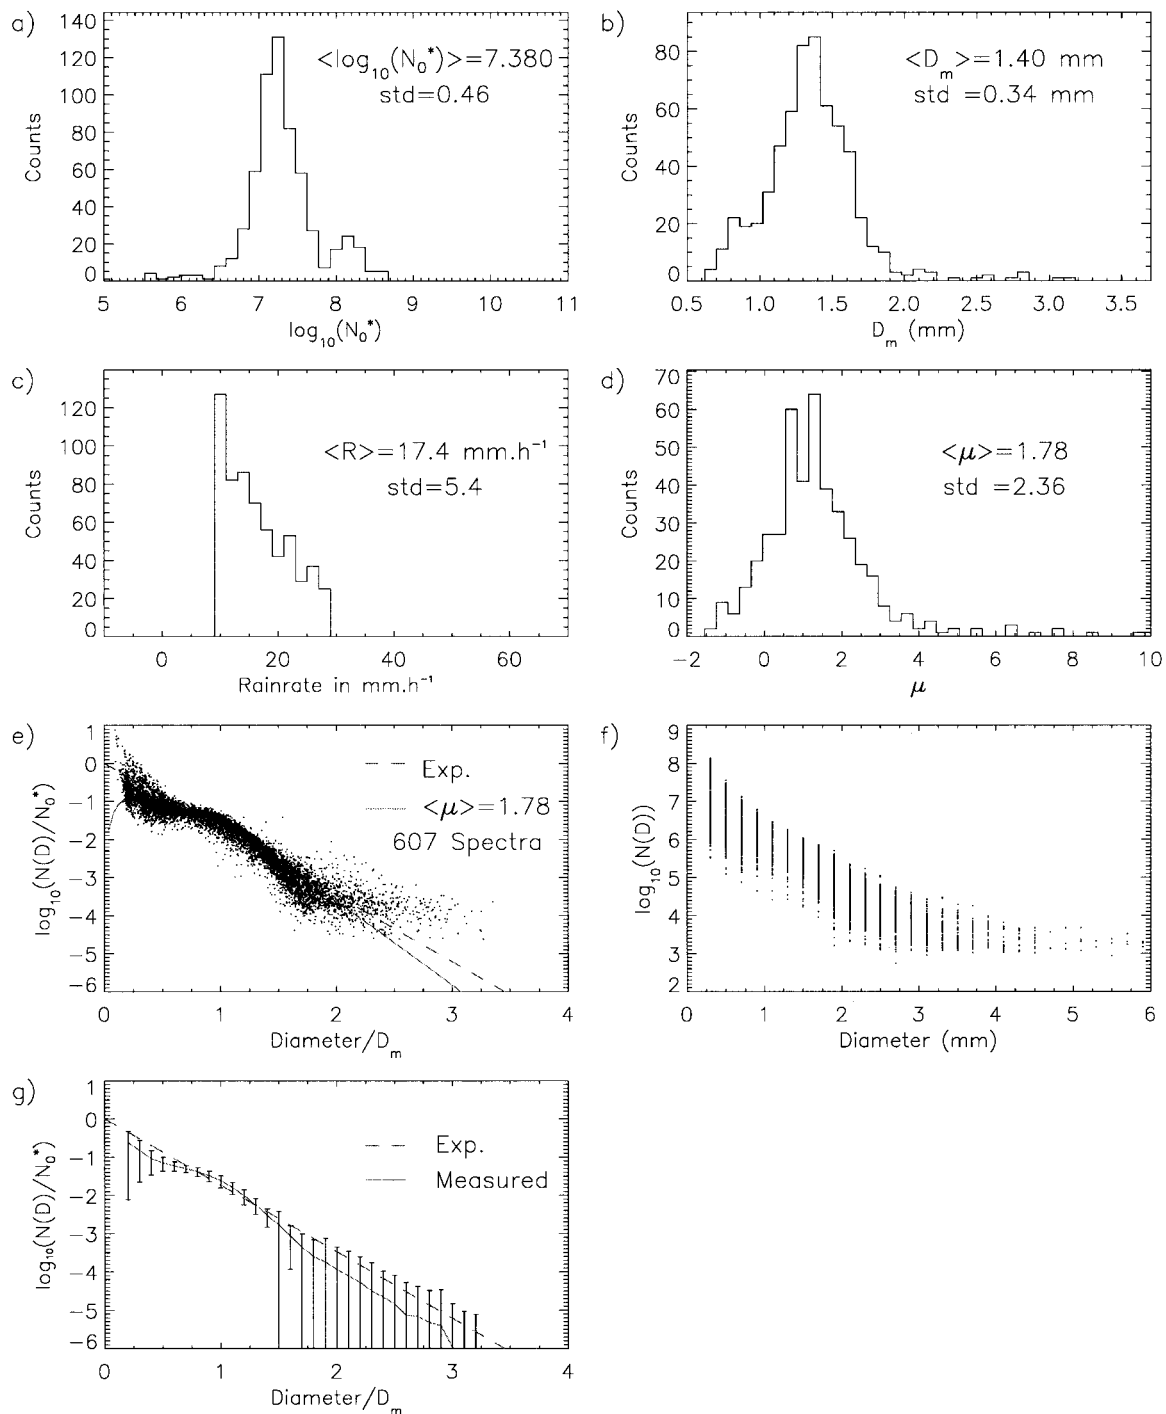 a)
<log₁₀(N₀*)>=7.380
std=0.46
Counts
140
120
100
80
60
40
20
0
5 6 7 8 9 10 11
log₁₀(N₀*)
b)
<Dₘ>=1.40 mm
std =0.34 mm
Counts
80
60
40
20
0
0.5 1.0 1.5 2.0 2.5 3.0 3.5
Dₘ (mm)
c)
<R>=17.4 mm.h⁻¹
std=5.4
Counts
120
100
80
60
40
20
0
0 20 40 60
Rainrate in mm.h⁻¹
d)
<μ>=1.78
std =2.36
Counts
70
60
50
40
30
20
10
0
−2 0 2 4 6 8 10
μ
e)
Exp.
<μ>=1.78
607 Spectra
log₁₀(N(D)/N₀*)
1
0
−1
−2
−3
−4
−5
−6
0 1 2 3 4
Diameter/Dₘ
f)
log₁₀(N(D))
9
8
7
6
5
4
3
2
0 1 2 3 4 5 6
Diameter (mm)
g)
Exp.
Measured
log₁₀(N(D)/N₀*)
1
0
−1
−2
−3
−4
−5
−6
0 1 2 3 4
Diameter/Dₘ